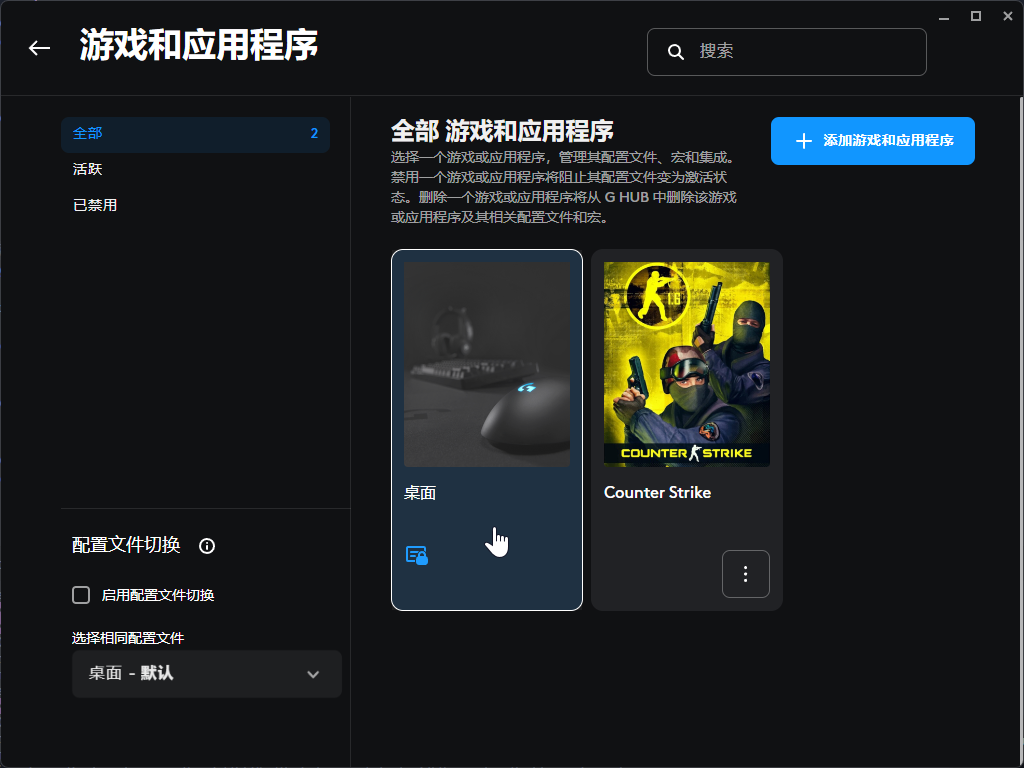 游戏和应用程序
搜索
全部 2
活跃
已禁用
全部 游戏和应用程序
选择一个游戏或应用程序，管理其配置文件、宏和集成。
禁用一个游戏或应用程序将阻止其配置文件变为激活状
态。删除一个游戏或应用程序将从 G HUB 中删除该游戏
或应用程序及其相关配置文件和宏。
添加游戏和应用程序
1.6
COUNTER STRIKE
桌面
Counter Strike
配置文件切换
启用配置文件切换
选择相同配置文件
桌面 - 默认